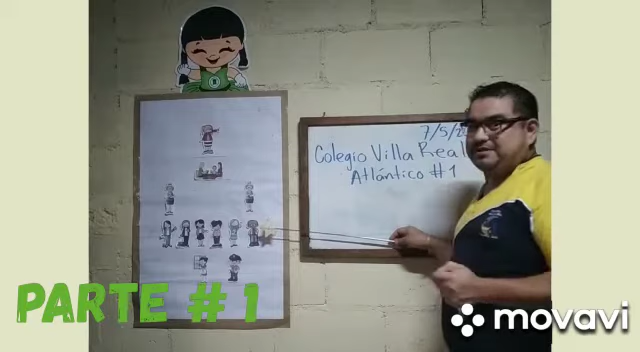 7/5/2
Colegio Villa Real
Atlántico #1
PARTE # 1
movavi